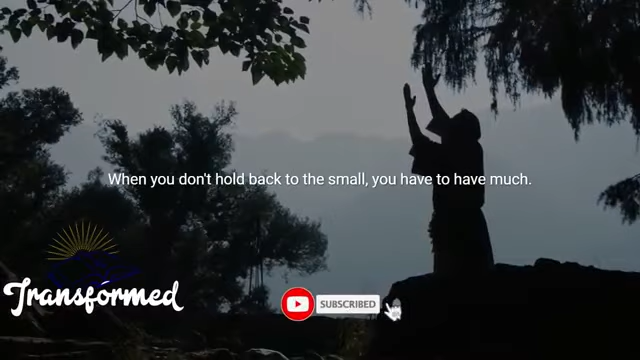 When you don't hold back to the small, you have to have much.
Transformed
SUBSCRIBED